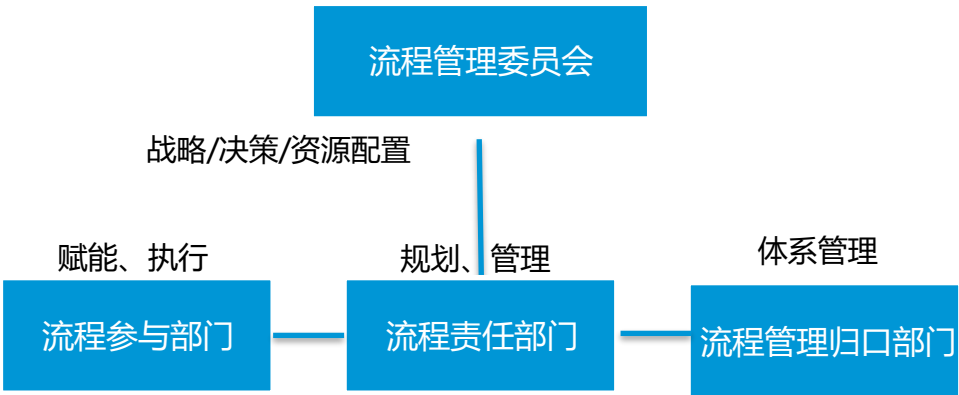 流程管理委员会
战略/决策/资源配置
赋能、执行
规划、管理
体系管理
流程参与部门
流程责任部门
流程管理归口部门